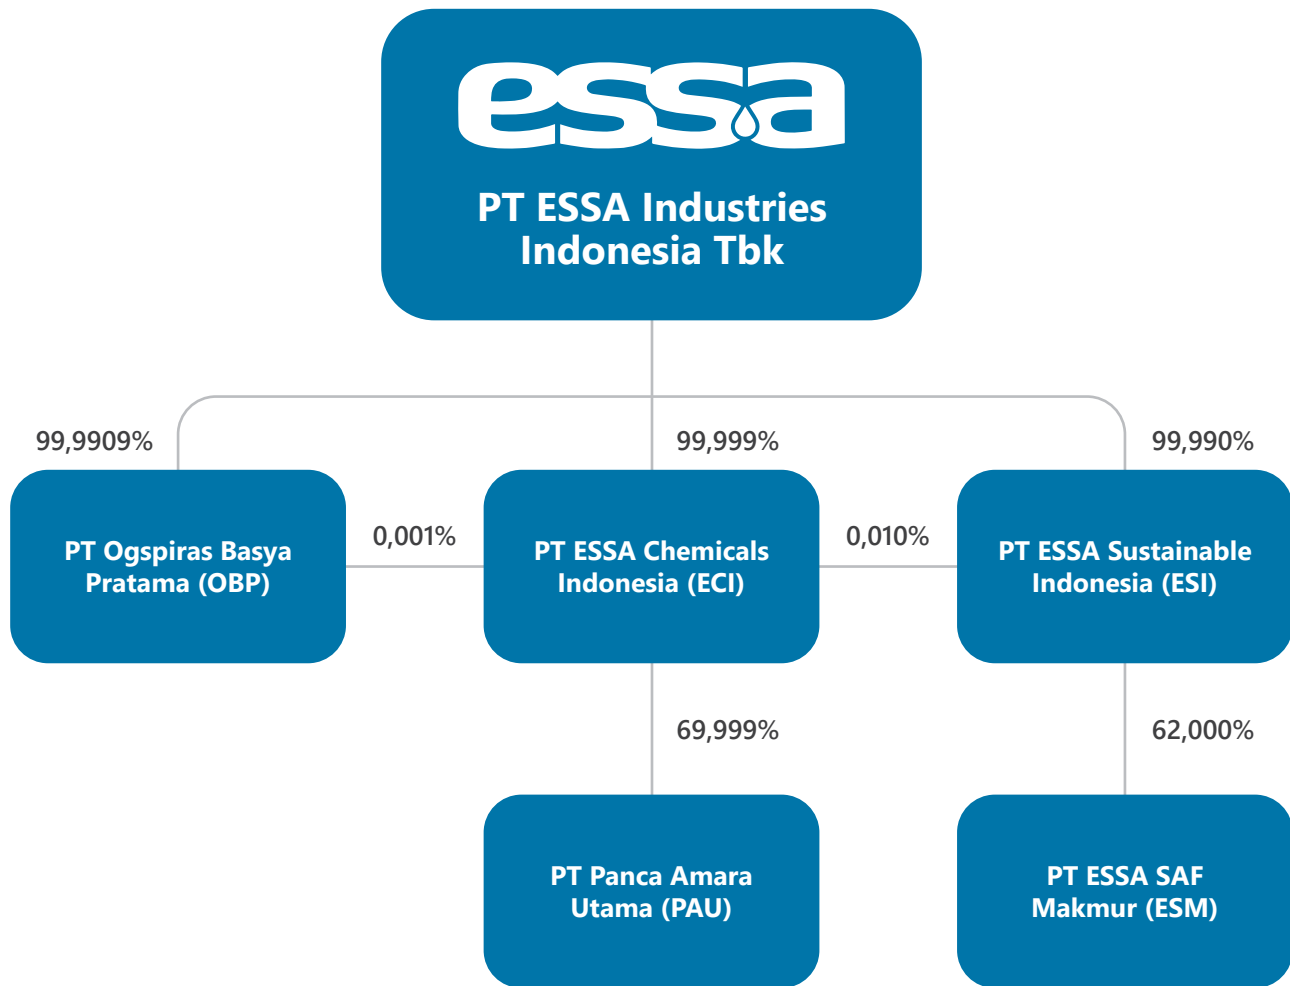 essa
PT ESSA Industries
Indonesia Tbk
99,9909%
99,999%
99,990%
PT Ogspiras Basya
Pratama (OBP)
0,001%
PT ESSA Chemicals
Indonesia (ECI)
0,010%
PT ESSA Sustainable
Indonesia (ESI)
69,999%
62,000%
PT Panca Amara
Utama (PAU)
PT ESSA SAF
Makmur (ESM)